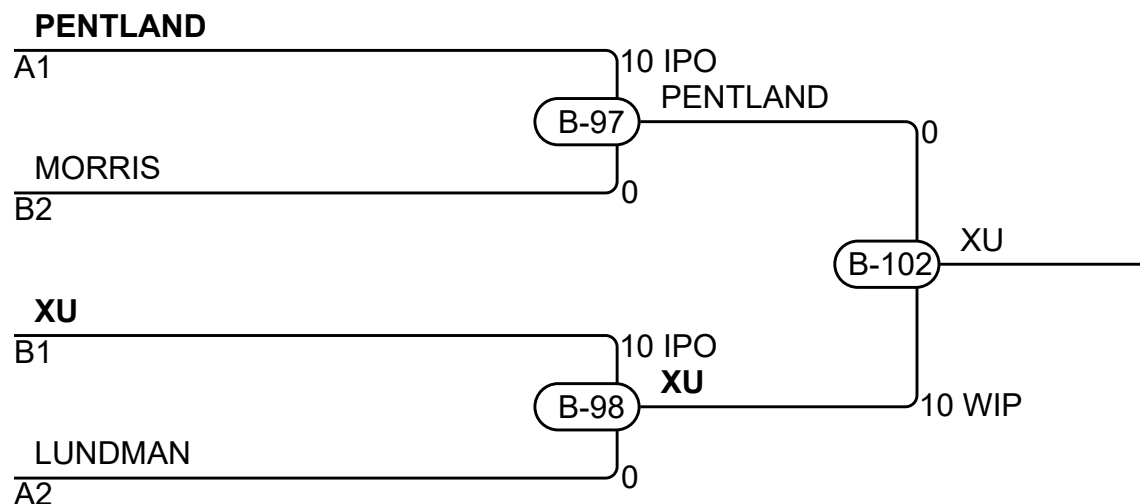 PENTLAND
A1
10 IPO
PENTLAND
B-97
0
MORRIS
B2
0
XU
B-102
XU
B1
10 IPO
XU
B-98
10 WIP
LUNDMAN
A2
0